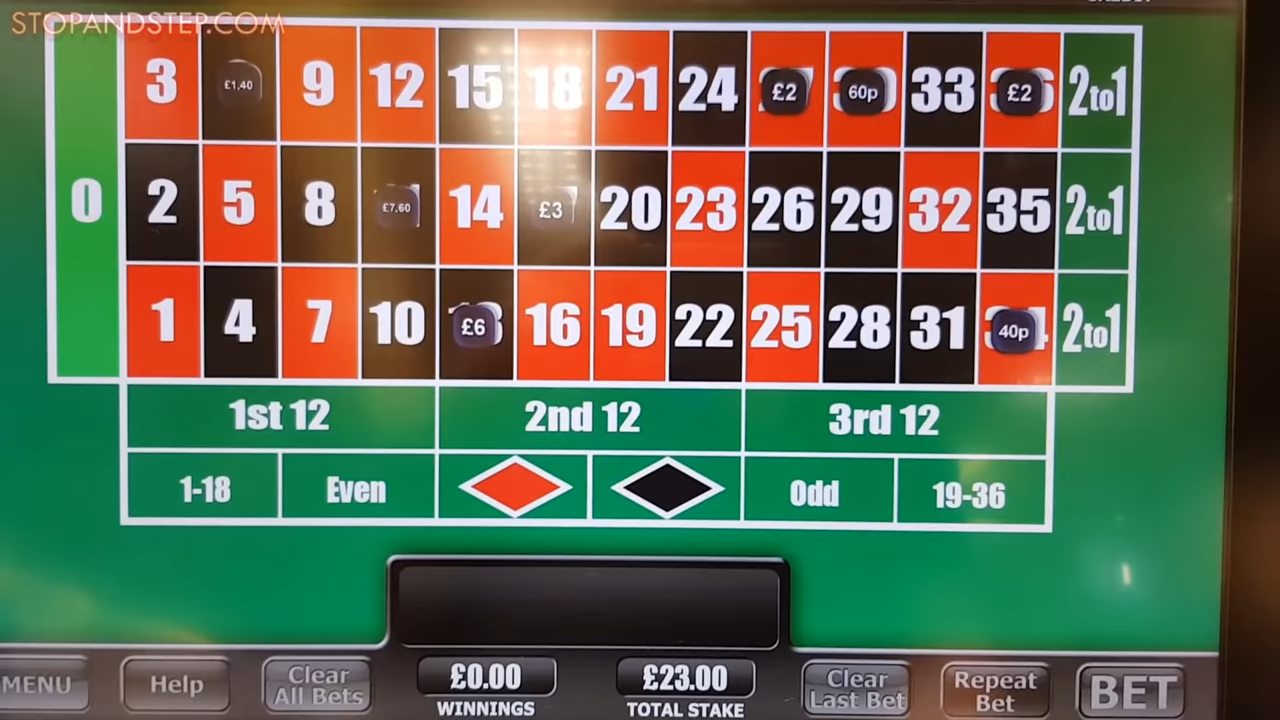 STOPANDSTEP.COM
3 £1,40 9 12 15 18 21 24 £2 60p 33 £2 2to1
0 2 5 8 £7,60 14 £3 20 23 26 29 32 35 2to1
1 4 7 10 £6 16 19 22 25 28 31 40p 2to1
1st 12 2nd 12 3rd 12
1-18 Even Odd 19-36
£0.00 £23.00
MENU Help Clear All Bets WINNINGS TOTAL STAKE Clear Last Bet Repeat Bet BET